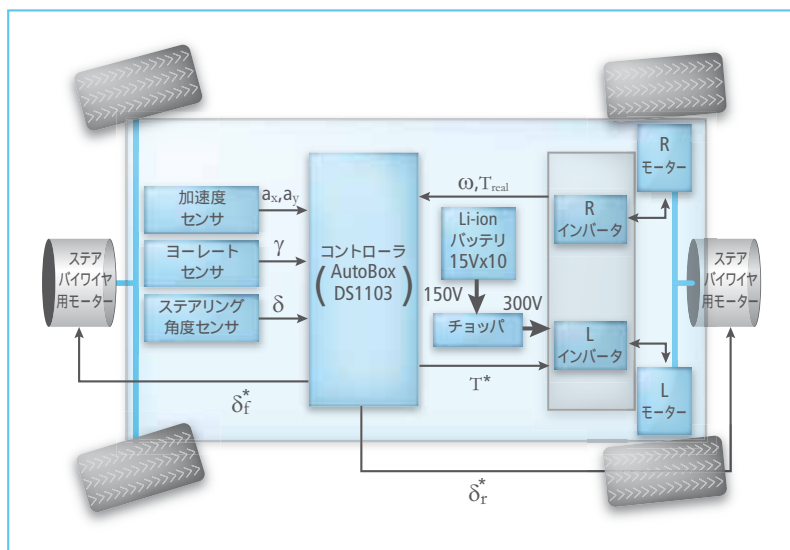 ステア
バイワイヤ
用モーター
加速度
センサ
ax,ay
ヨーレート
センサ
γ
ステアリング
角度センサ
δ
δf*
コントローラ
(AutoBox
DS1103)
ω,Treal
Li-ion
バッテリ
15Vx10
150V
チョッパ
300V
T*
R
インバータ
L
インバータ
R
モーター
L
モーター
ステア
バイワイヤ
用モーター
δr*